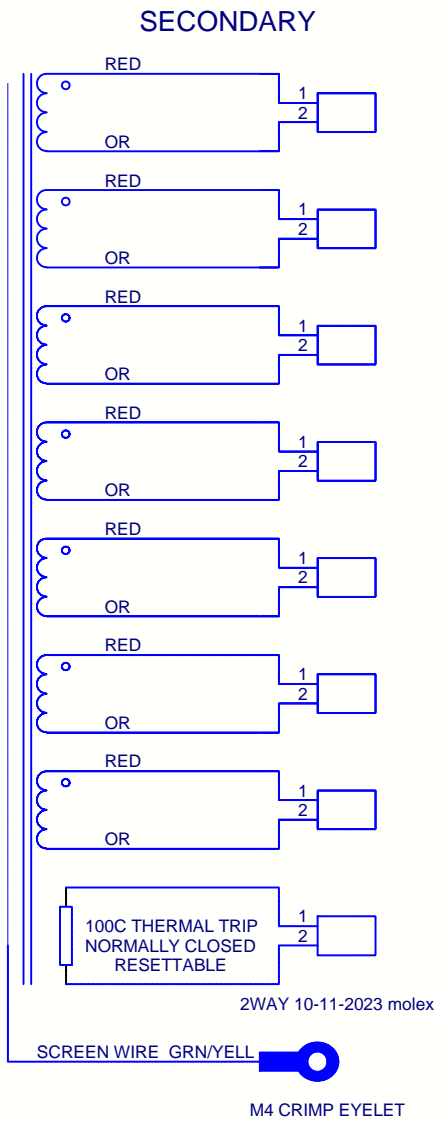 SECONDARY
RED
1
2
OR
RED
1
2
OR
RED
1
2
OR
RED
1
2
OR
RED
1
2
OR
RED
1
2
OR
RED
1
2
OR
1
100C THERMAL TRIP
2
NORMALLY CLOSED
RESETTABLE
2WAY 10-11-2023 molex
SCREEN WIRE GRN/YELL
M4 CRIMP EYELET